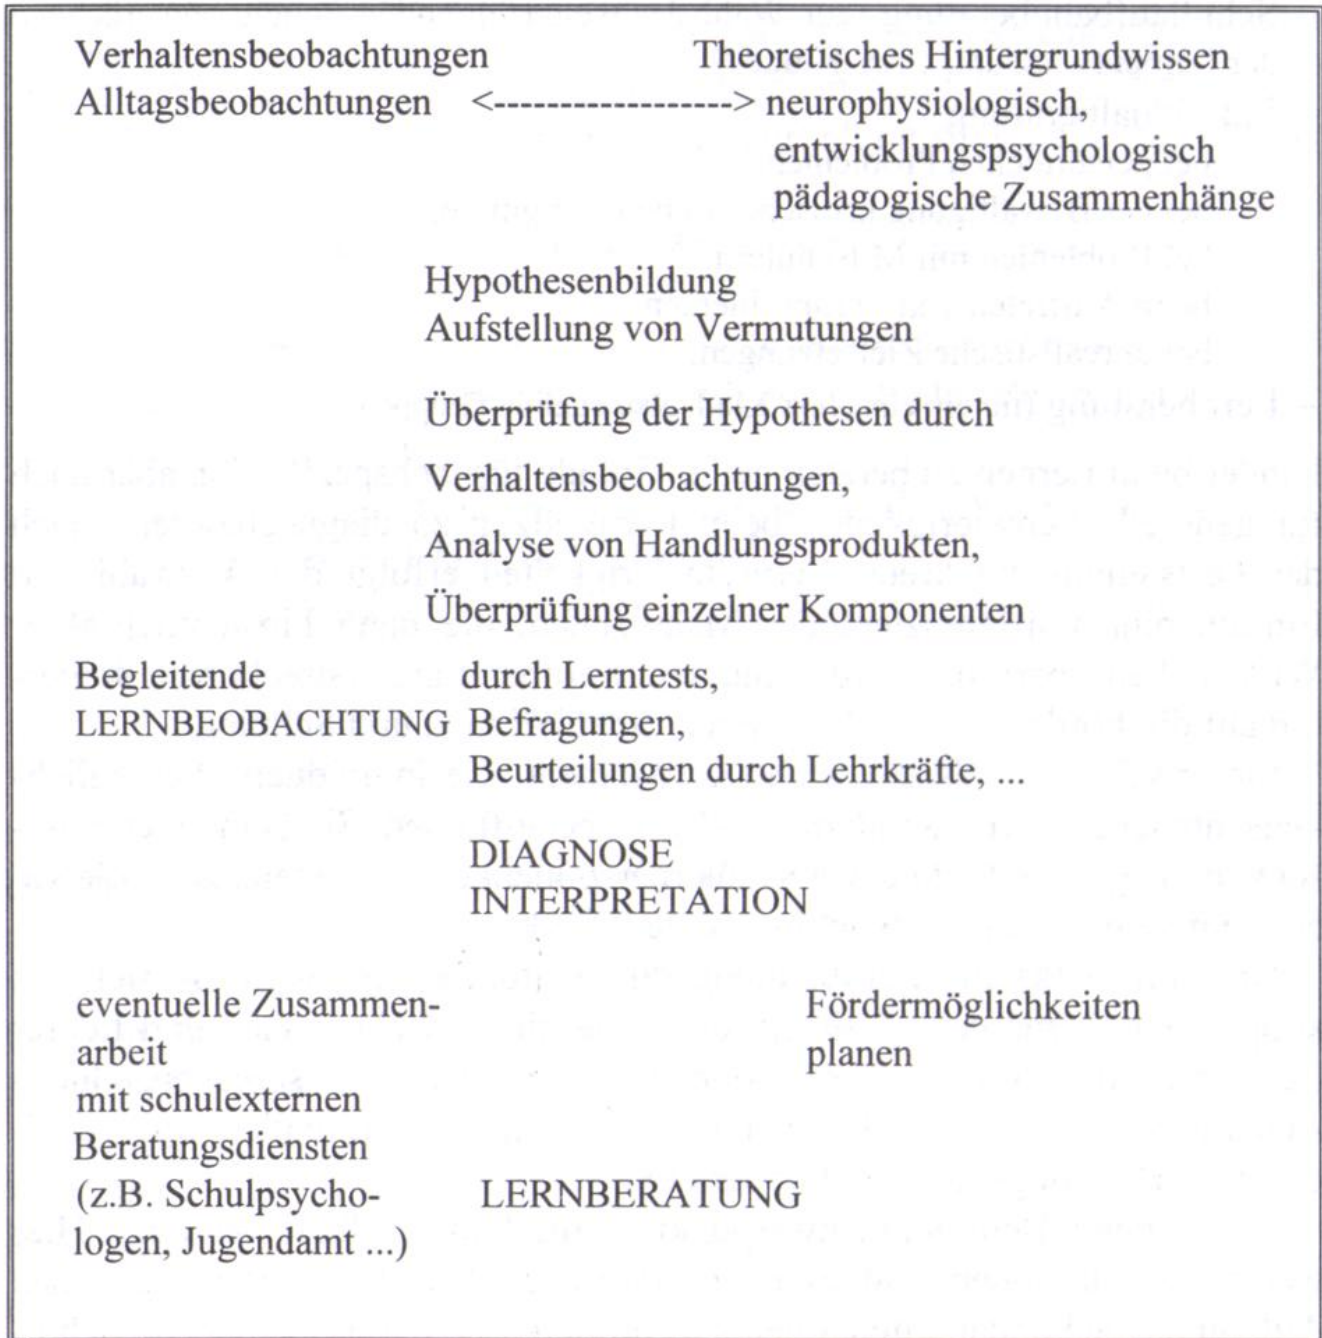 Verhaltensbeobachtungen Theoretisches Hintergrundwissen
Alltagsbeobachtungen <-----------------> neurophysiologisch,
entwicklungspsychologisch
pädagogische Zusammenhänge
Hypothesenbildung
Aufstellung von Vermutungen
Überprüfung der Hypothesen durch
Verhaltensbeobachtungen,
Analyse von Handlungsprodukten,
Überprüfung einzelner Komponenten
Begleitende durch Lerntests,
LERNBEOBACHTUNG Befragungen,
Beurteilungen durch Lehrkräfte, ...
DIAGNOSE
INTERPRETATION
eventuelle Zusammen- Fördermöglichkeiten
arbeit planen
mit schulexternen
Beratungsdiensten
(z.B. Schulpsycho- LERNBERATUNG
logen, Jugendamt ...)